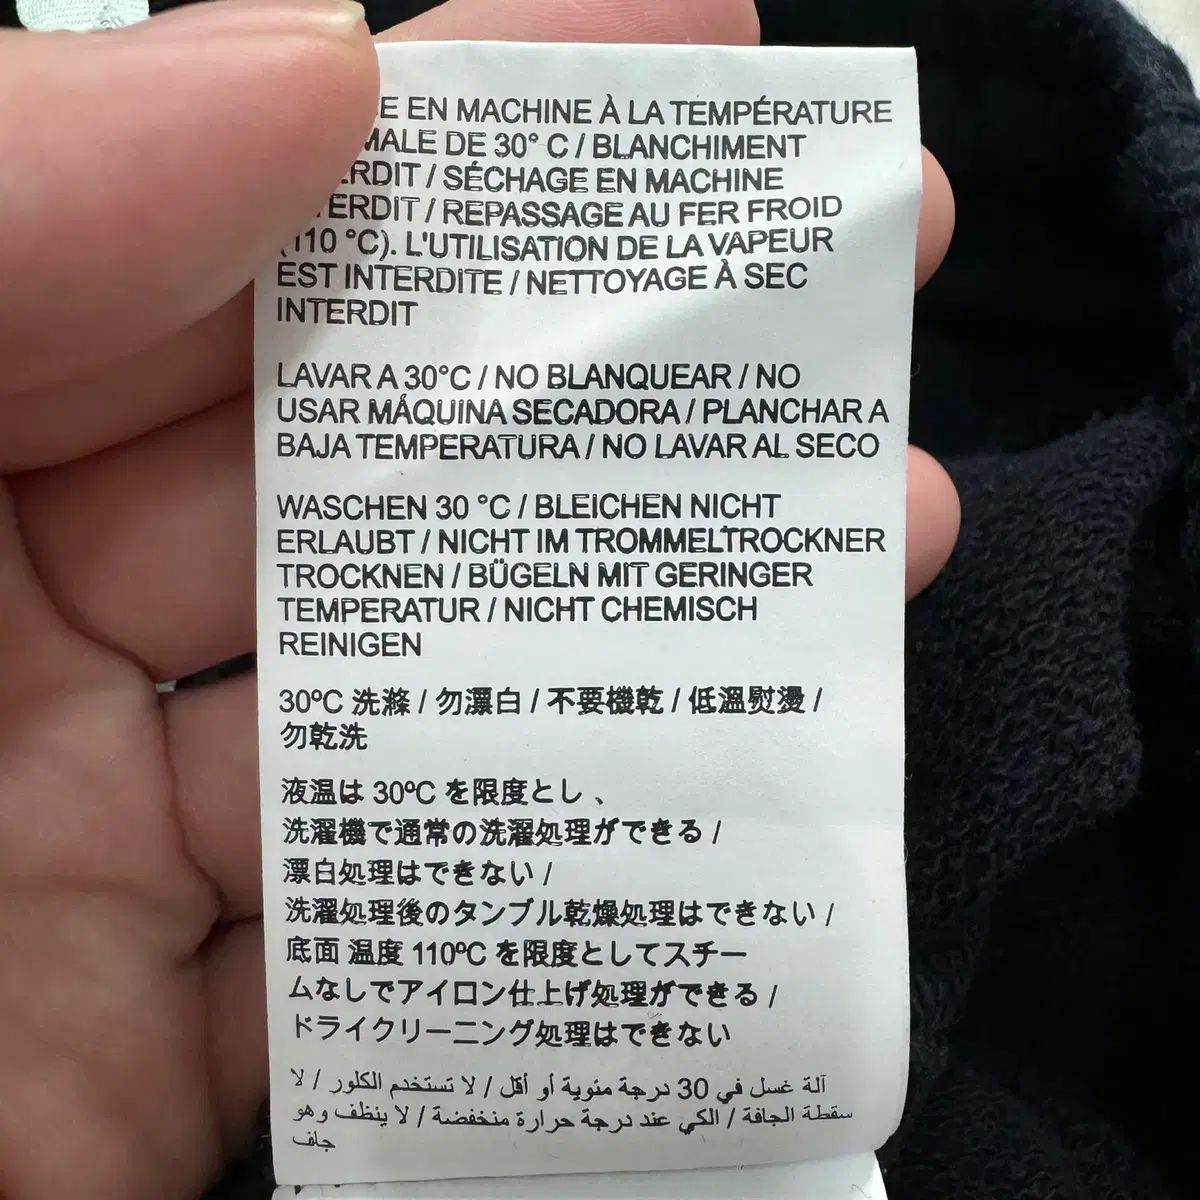 EN MACHINE À LA TEMPÉRATURE
DE 30° C / BLANCHIMENT
/ SÉCHAGE EN MACHINE
/ REPASSAGE AU FER FROID
(110 °C). L'UTILISATION DE LA VAPEUR
EST INTERDITE / NETTOYAGE À SEC
INTERDIT
LAVAR A 30°C / NO BLANQUEAR / NO
USAR MÁQUINA SECADORA / PLANCHAR A
BAJA TEMPERATURA / NO LAVAR AL SECO
WASCHEN 30 °C / BLEICHEN NICHT
ERLAUBT / NICHT IM TROMMELTROCKNER
TROCKNEN / BÜGELN MIT GERINGER
TEMPERATUR / NICHT CHEMISCH
REINIGEN
30ºC 洗滌 / 勿漂白 / 不要機乾 / 低溫熨燙 /
勿乾洗
液温は 30ºC を限度とし 、
洗濯機で通常の洗濯処理ができる /
漂白処理はできない /
洗濯処理後のタンブル乾燥処理はできない /
底面 温度 110ºC を限度としてスチー
ムなしでアイロン仕上げ処理ができる /
ドライクリーニング処理はできない
آلة غسل في 30 درجة مئوية أو أقل / لا تستخدم الكلور / لا
سقطة الجافة / الكي عند درجة حرارة منخفضة / لا ينظف وهو
جاف